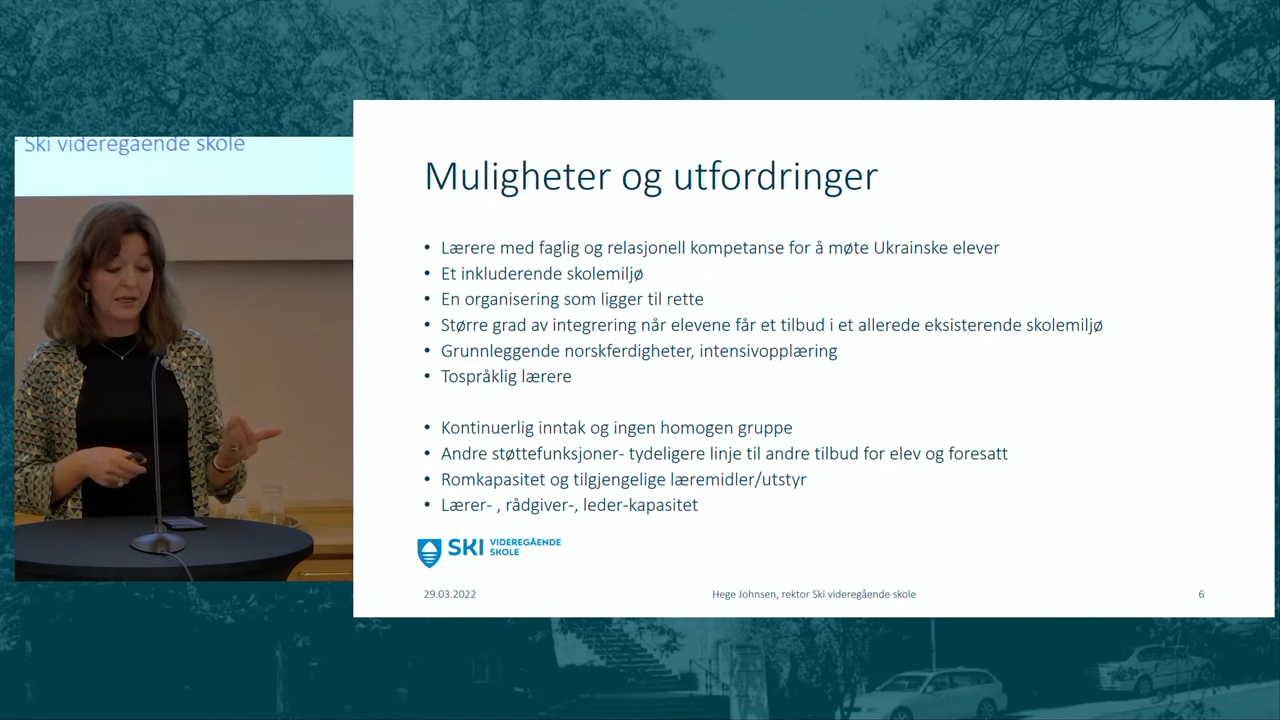 Ski videregående skole
Muligheter og utfordringer
• Lærere med faglig og relasjonell kompetanse for å møte Ukrainske elever
• Et inkluderende skolemiljø
• En organisering som ligger til rette
• Større grad av integrering når elevene får et tilbud i et allerede eksisterende skolemiljø
• Grunnleggende norskferdigheter, intensivopplæring
• Tospråklig lærere
• Kontinuerlig inntak og ingen homogen gruppe
• Andre støttefunksjoner- tydeligere linje til andre tilbud for elev og foresatt
• Romkapasitet og tilgjengelige læremidler/utstyr
• Lærer- , rådgiver-, leder-kapasitet
SKI VIDEREGÅENDE
SKOLE
29.03.2022 Hege Johnsen, rektor Ski videregående skole 6